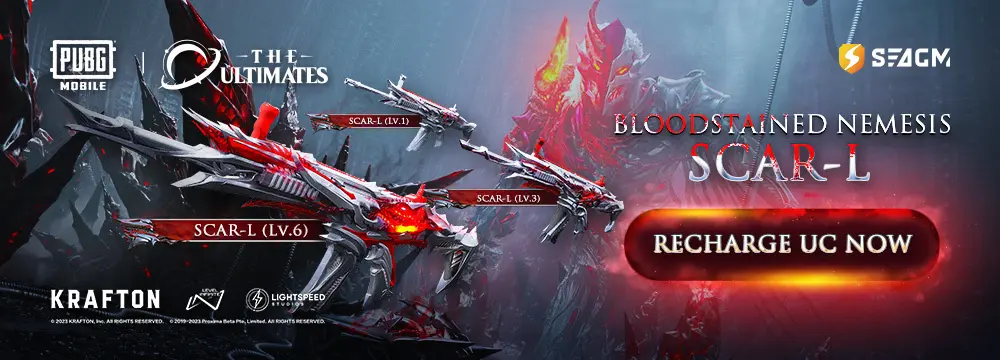 PUBG
MOBILE
THE
ULTIMATES
SEAGM
SCAR-L (LV.1)
BLOODSTAINED NEMESIS
SCAR-L
SCAR-L (LV.3)
SCAR-L (LV.6)
RECHARGE UC NOW
KRAFTON
LEVEL INFINITE
LIGHTSPEED
STUDIOS
© 2023 KRAFTON, Inc. All RIGHTS RESERVED.
© 2019-2023 Proxima Beta Pte, Limited. All RIGHTS RESERVED.